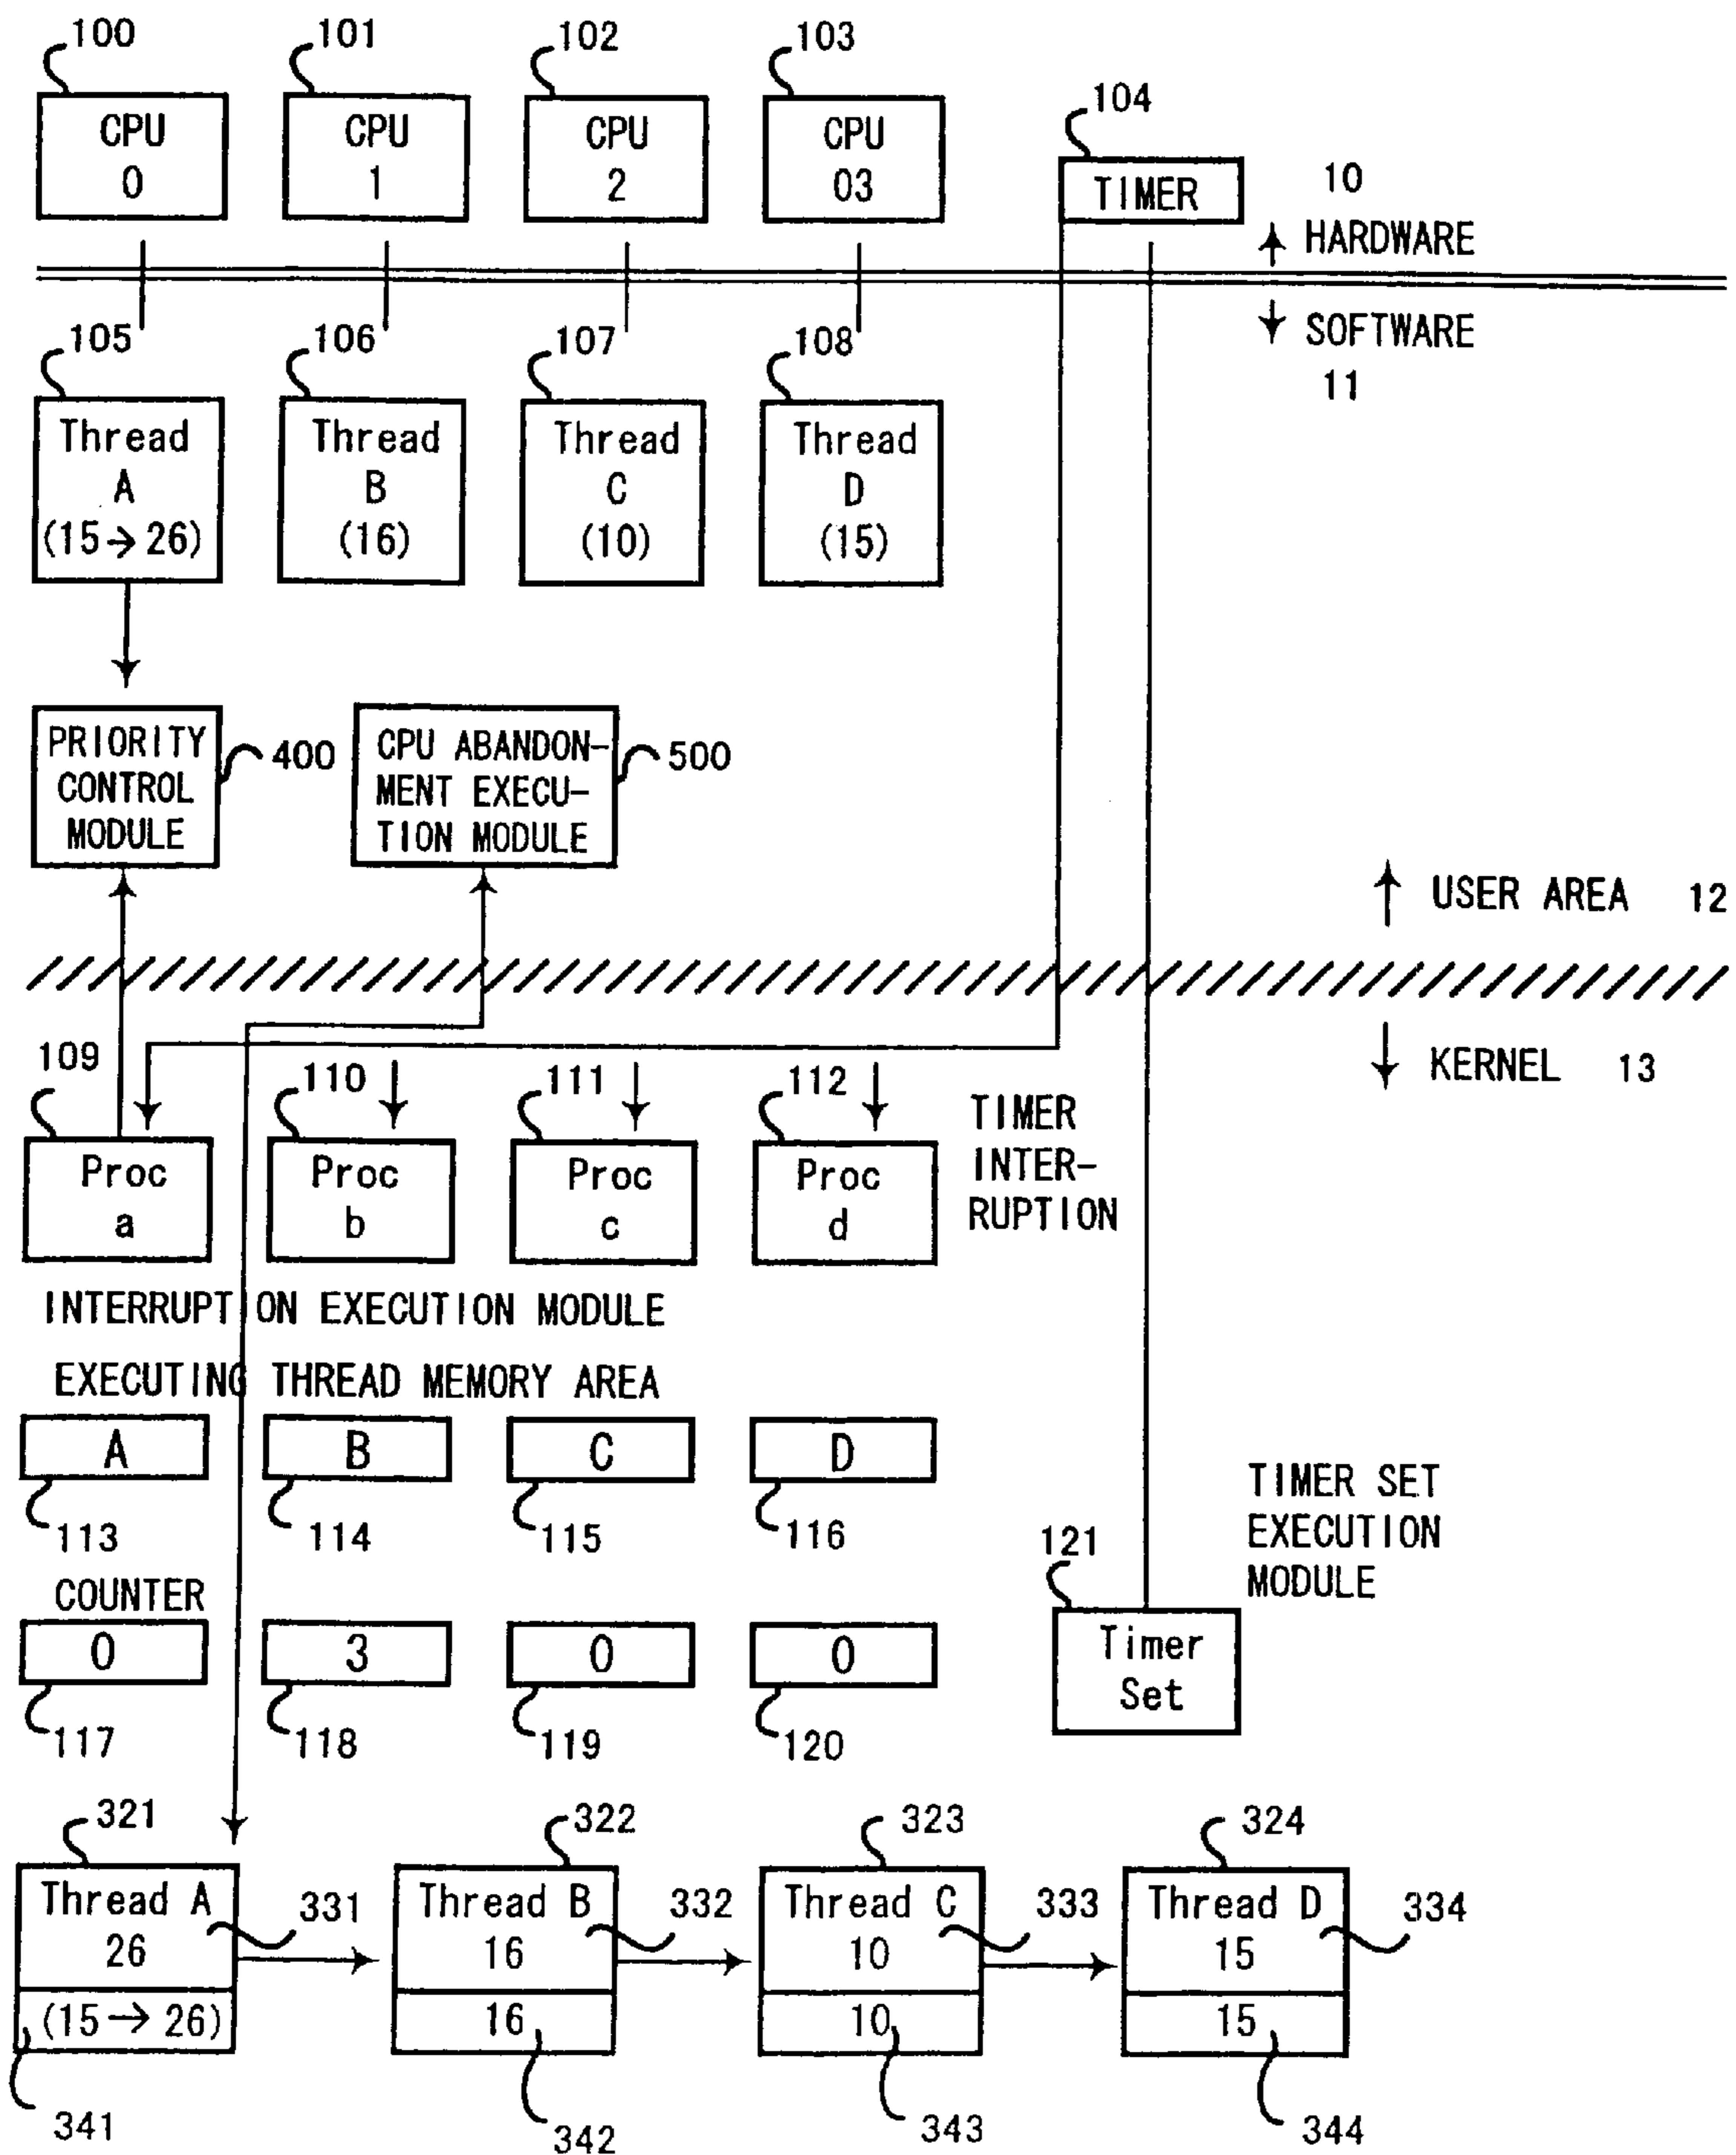 100
101
102
103
CPU
0
CPU
1
CPU
2
CPU
03
104
TIMER
10
HARDWARE
SOFTWARE
11
105
106
107
108
Thread
A
(15→26)
Thread
B
(16)
Thread
C
(10)
Thread
D
(15)
PRIORITY
CONTROL
MODULE
400
CPU ABANDON-
MENT EXECU-
TION MODULE
500
USER AREA 12
KERNEL 13
109
110
111
112
Proc
a
Proc
b
Proc
c
Proc
d
TIMER
INTER-
RUPTION
INTERRUPTION EXECUTION MODULE
EXECUTING THREAD MEMORY AREA
A
B
C
D
113
114
115
116
COUNTER
0
3
0
0
117
118
119
120
121
TIMER SET
EXECUTION
MODULE
Timer
Set
321
322
323
324
Thread A
26
(15→26)
331
Thread B
16
16
332
Thread C
10
10
333
Thread D
15
15
334
341
342
343
344